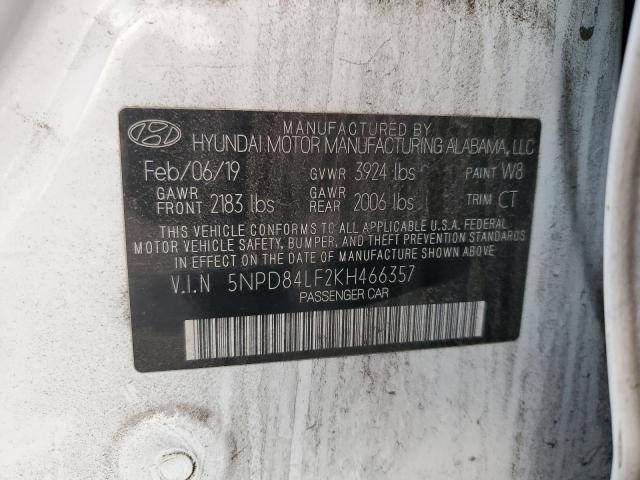 MANUFACTURED BY
HYUNDAI MOTOR MANUFACTURING ALABAMA, LLC
Feb/06/19 GVWR 3924 lbs PAINT W8
GAWR FRONT 2183 lbs GAWR REAR 2006 lbs TRIM CT
THIS VEHICLE CONFORMS TO ALL APPLICABLE U.S.A. FEDERAL
MOTOR VEHICLE SAFETY, BUMPER, AND THEFT PREVENTION STANDARDS
IN EFFECT ON THE DATE OF MANUFACTURE SHOWN ABOVE
V.I.N 5NPD84LF2KH466357
PASSENGER CAR